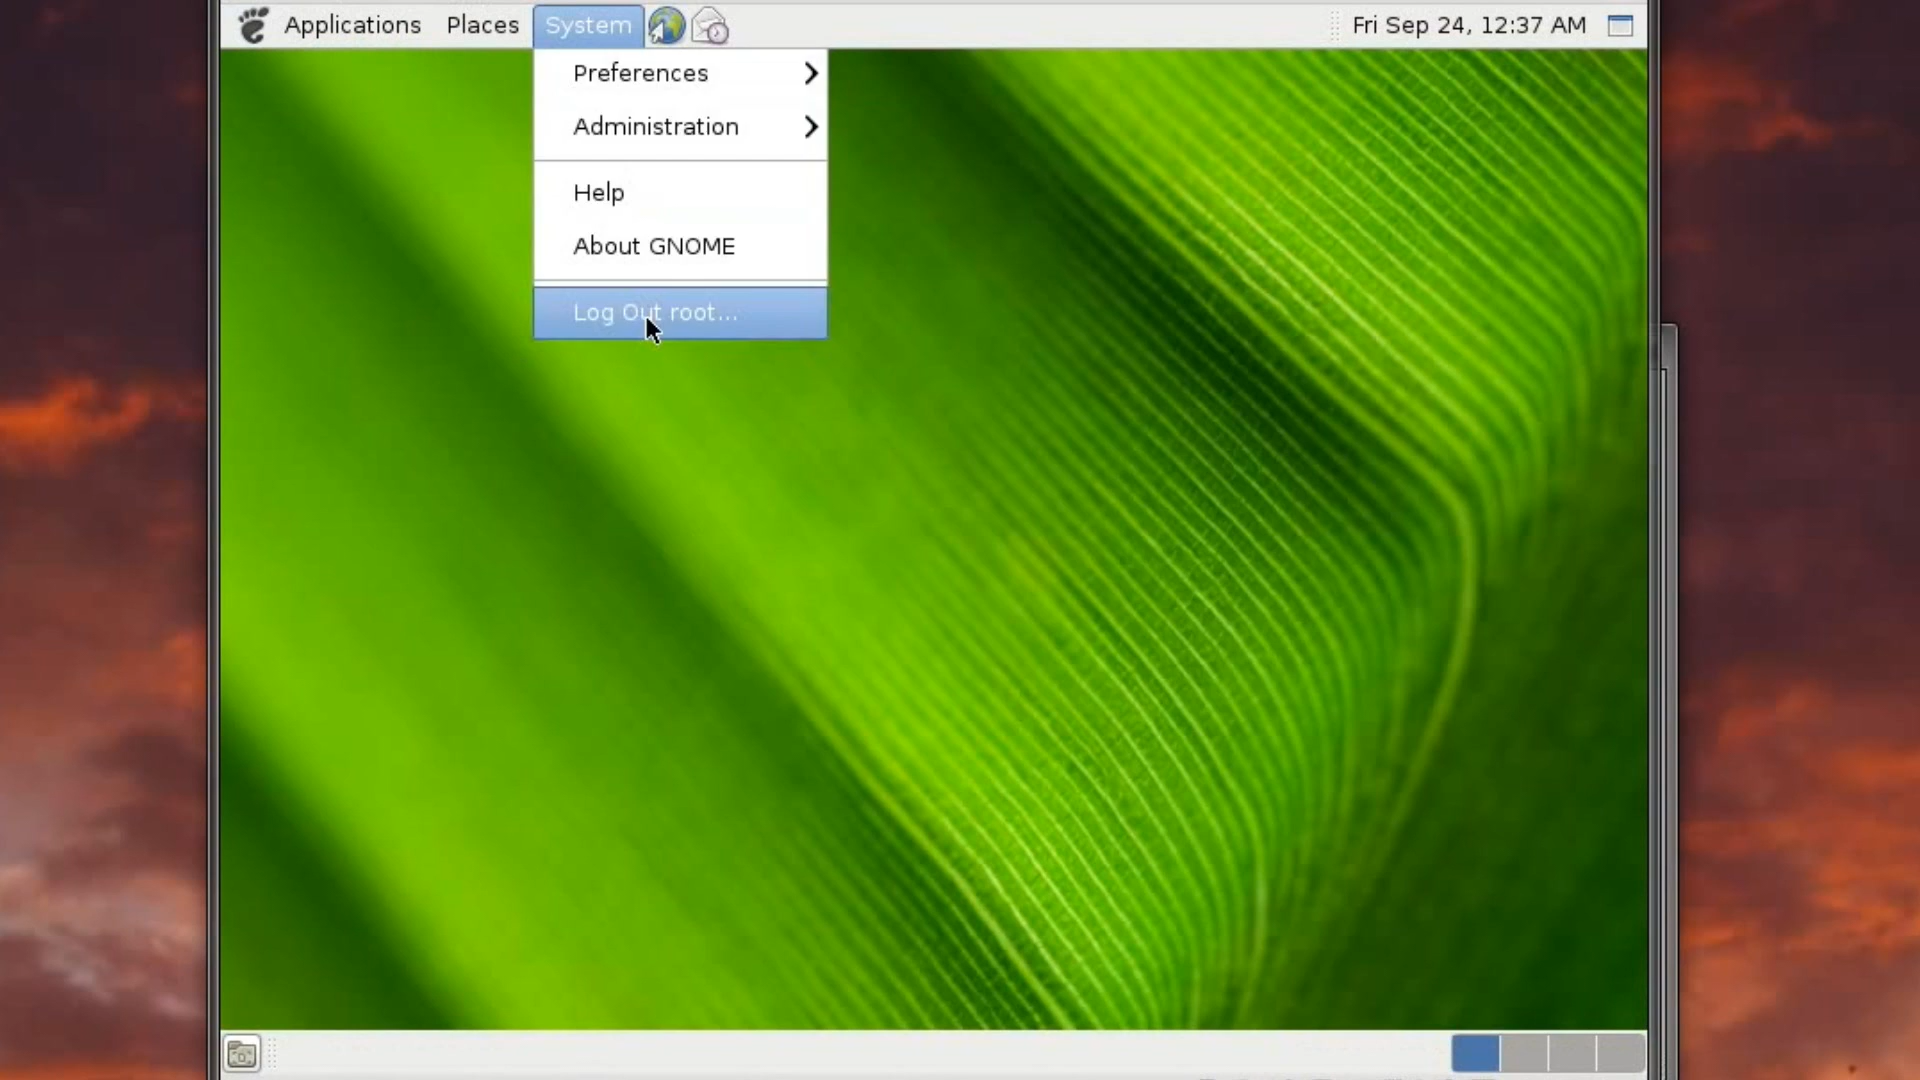 Applications Places System Fri Sep 24, 12:37 AM
Preferences
Administration
Help
About GNOME
Log Out root...